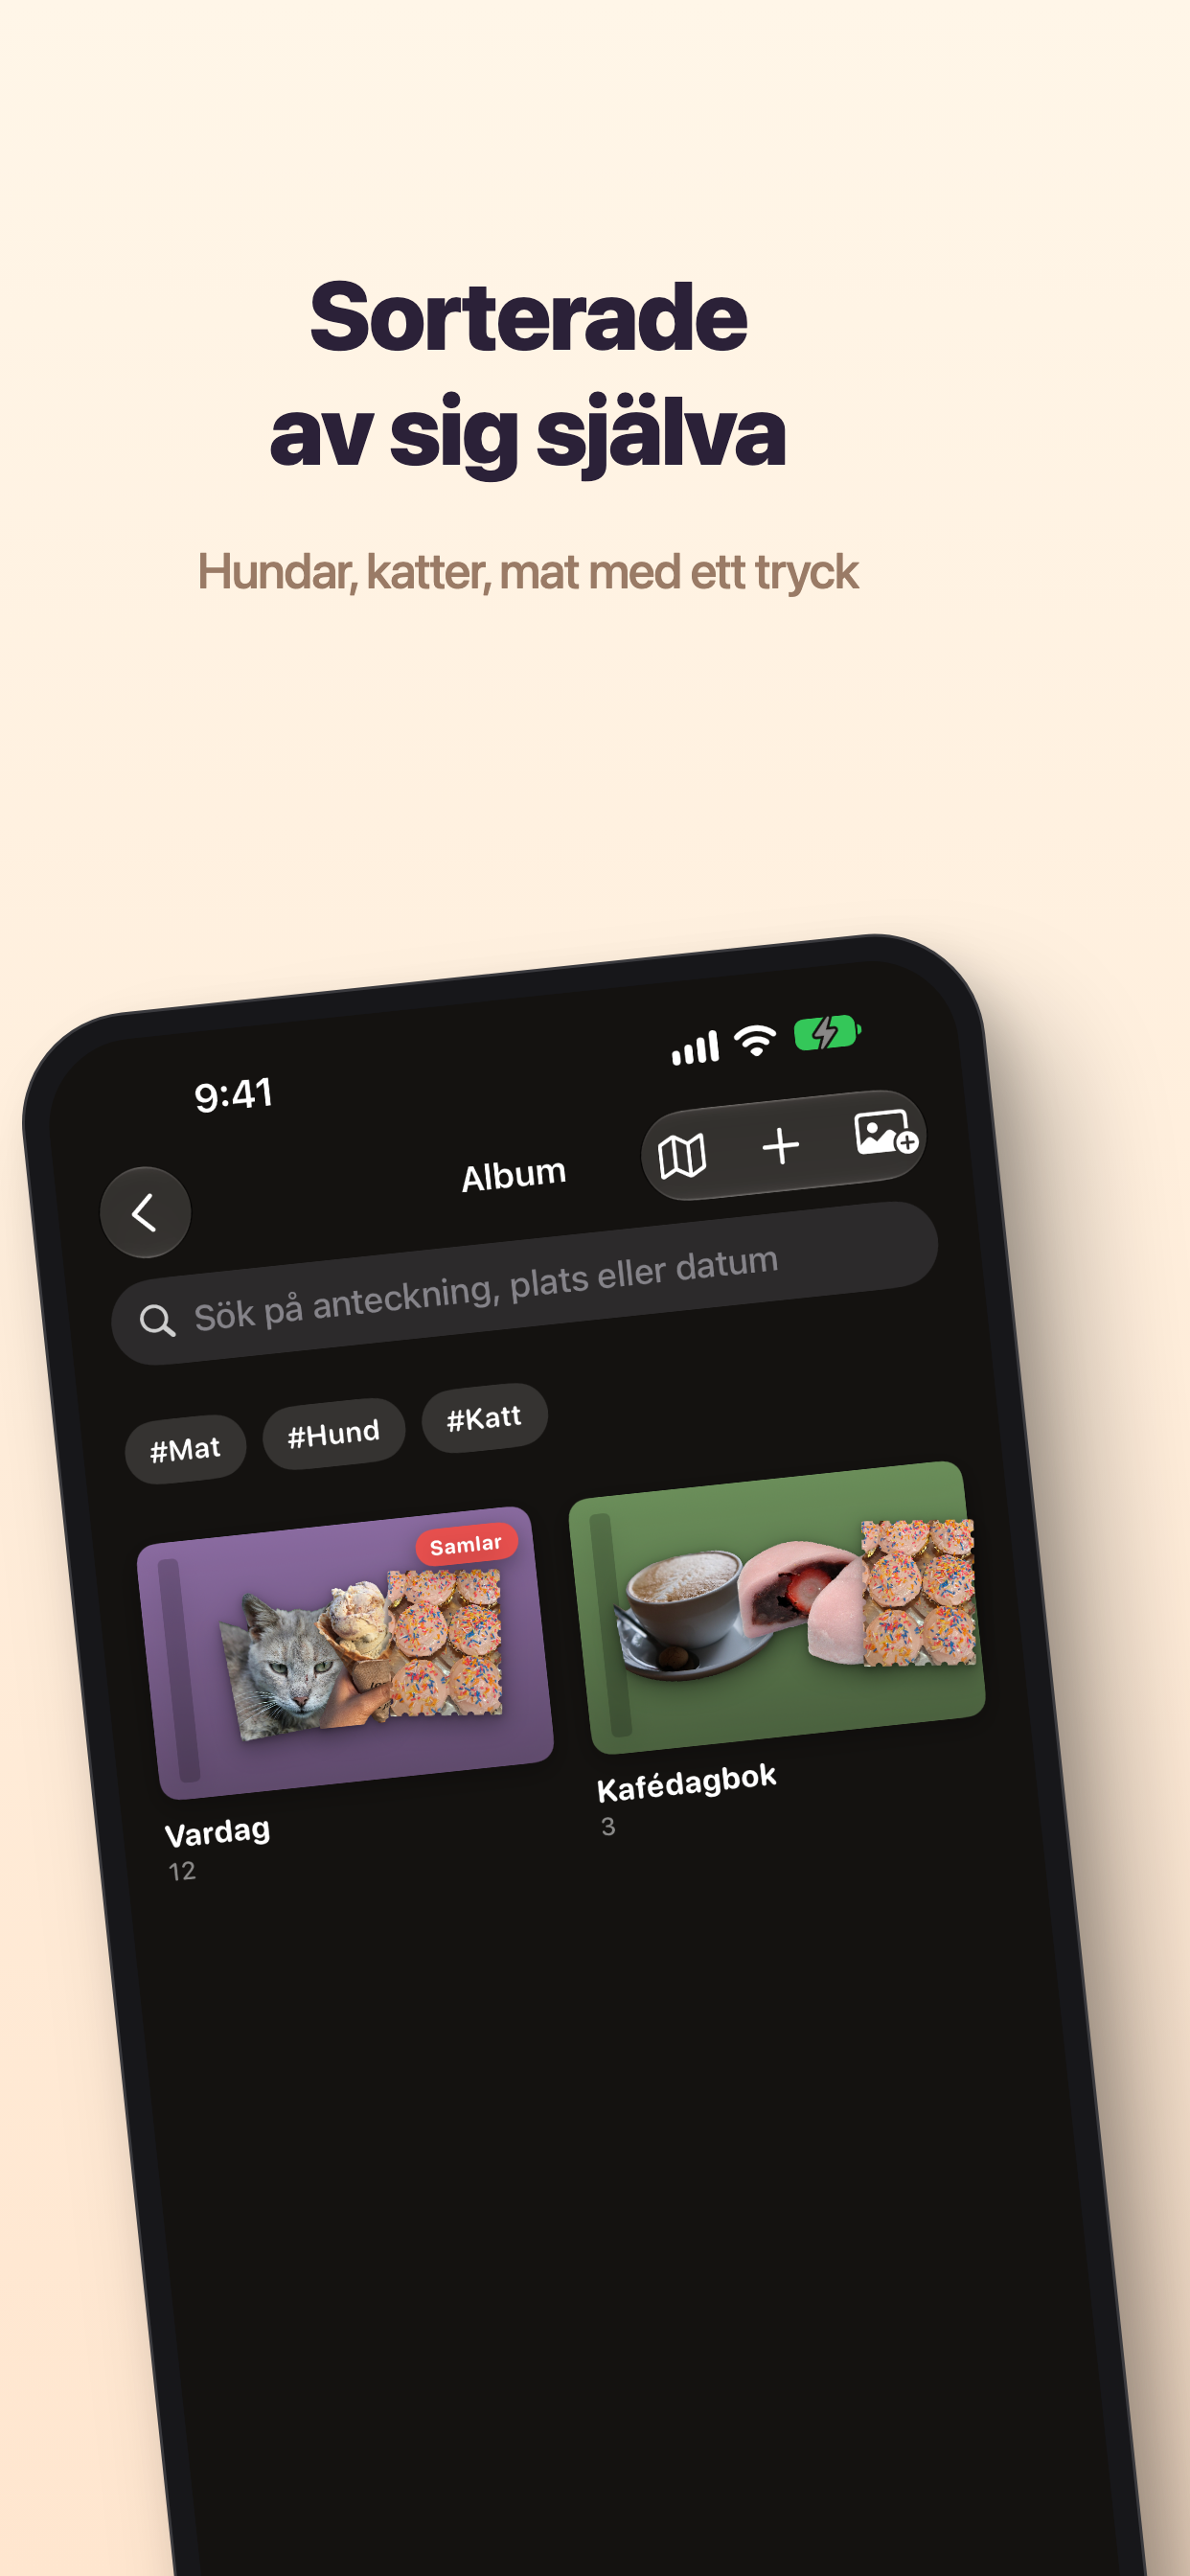 Sorterade
av sig själva
Hundar, katter, mat med ett tryck
9:41
Album
Sök på anteckning, plats eller datum
#Mat #Hund #Katt
Samlar
Vardag
12
Kafédagbok
3